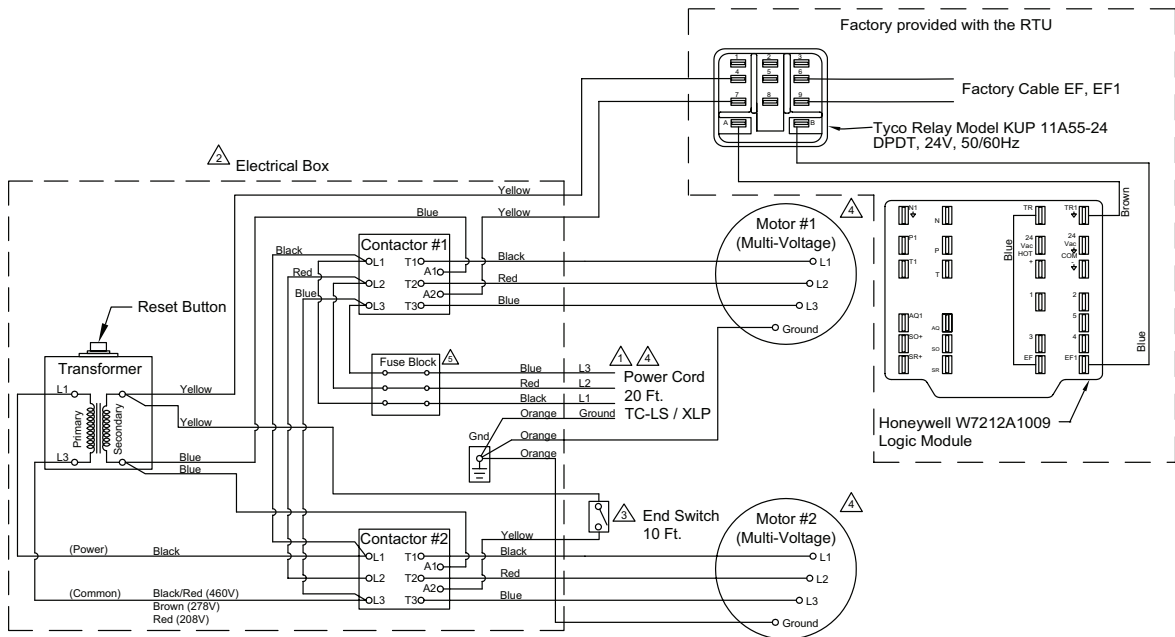 Factory provided with the RTU
1 2 3
4 5 6
7 8 9
A B
Factory Cable EF, EF1
Tyco Relay Model KUP 11A55-24
DPDT, 24V, 50/60Hz
2 Electrical Box
Yellow
Blue
Yellow
Brown
Blue
Blue
N1
N
TR
TR1
P1
P
24
Vac
HOT
+
24
Vac
COM
-
T1
T
1
2
5
AQ1
AQ
SO+
SO
3
4
SR+
SR
EF
EF1
Honeywell W7212A1009
Logic Module
Contactor #1
Black
L1
T1
Black
A1
Red
L2
T2
Red
A2
Blue
L3
T3
Blue
Motor #1
(Multi-Voltage)
4
L1
L2
L3
Ground
Reset Button
Transformer
L1
Primary
Secondary
L3
Yellow
Yellow
Blue
Blue
Fuse Block
5
Blue L3
Red L2
Black L1
Orange Ground
Orange
Orange
Gnd
1 4
Power Cord
20 Ft.
TC-LS / XLP
3 End Switch
10 Ft.
Contactor #2
Yellow
L1
T1
Black
A1
L2
T2
Red
A2
L3
T3
Blue
Motor #2
(Multi-Voltage)
4
L1
L2
L3
Ground
(Power) Black
(Common) Black/Red (460V)
Brown (278V)
Red (208V)